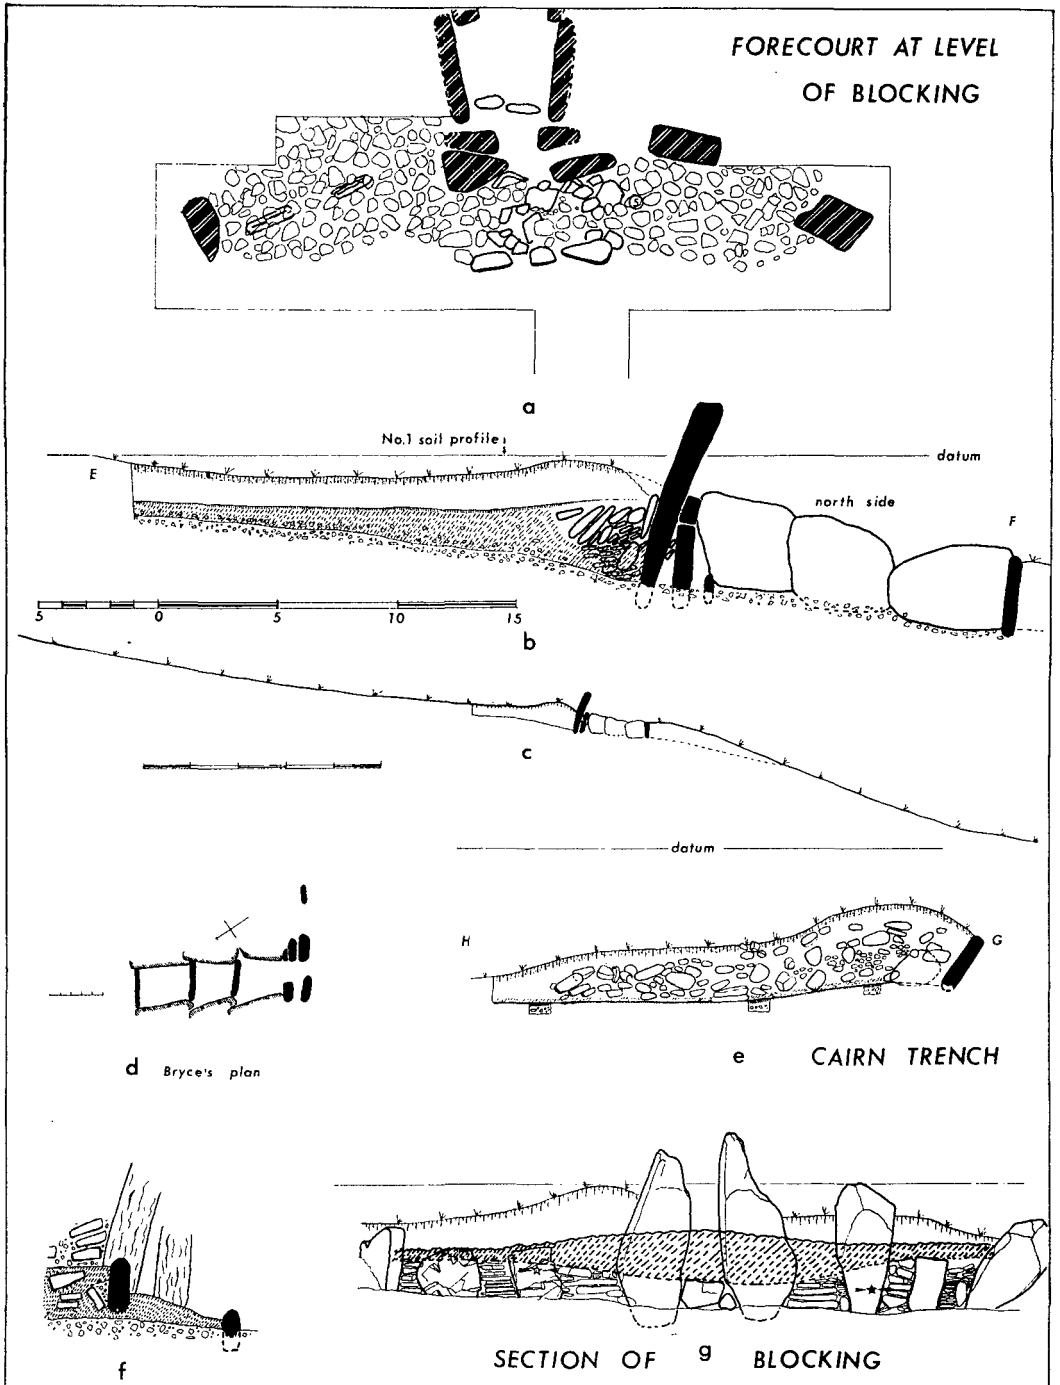 FORECOURT AT LEVEL
OF BLOCKING
S
a
No.1 soil profile
datum
E
north side
F
5 0 5 10 15
b
c
datum
H
G
d Bryce's plan
e CAIRN TRENCH
f
SECTION OF g BLOCKING